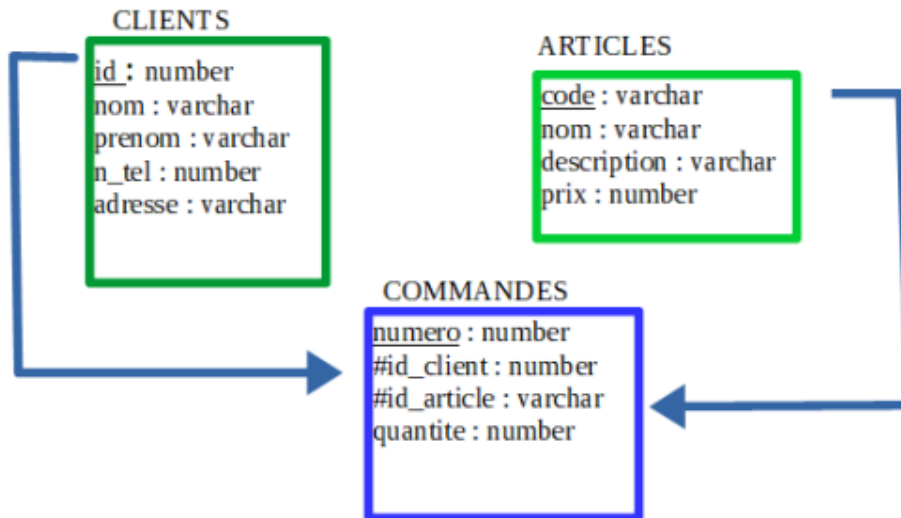 CLIENTS
id : number
nom : varchar
prenom : varchar
n_tel : number
adresse : varchar
ARTICLES
code : varchar
nom : varchar
description : varchar
prix : number
COMMANDES
numero : number
#id_client : number
#id_article : varchar
quantite : number